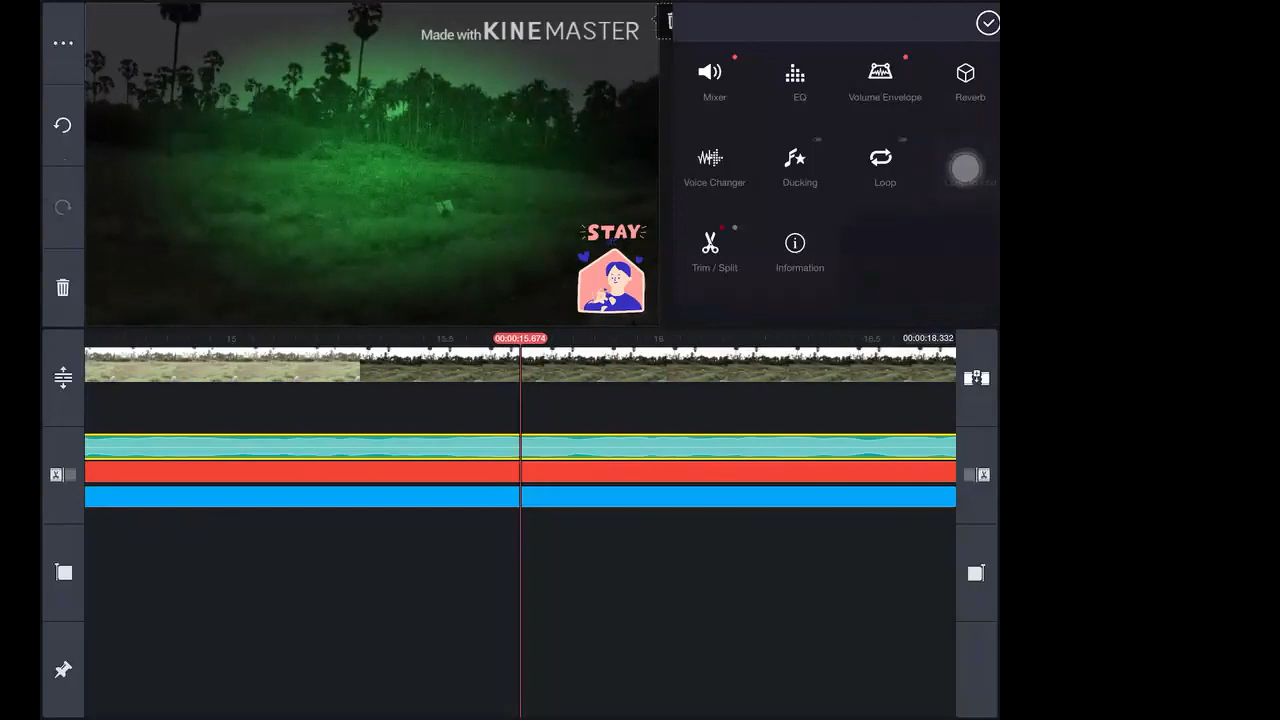 Made with KINEMASTER
Mixer
EQ
Volume Envelope
Reverb
Voice Changer
Ducking
Loop
STAY
Trim / Split
Information
15
15.5
00:00:15.674
16
16.5
00:00:18.332